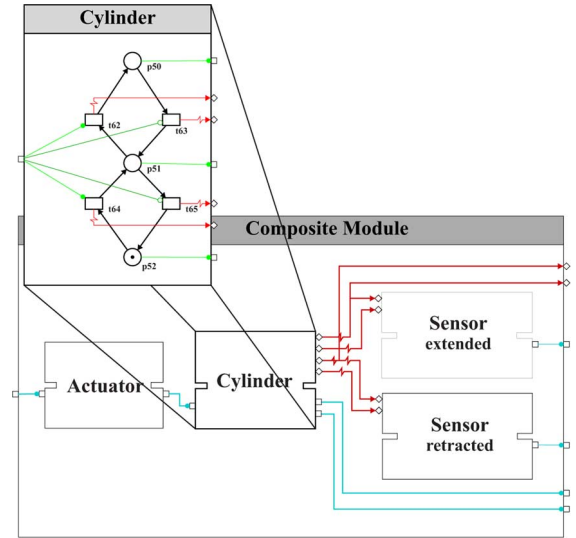 Cylinder
p50
t62
t63
p51
t64
t65
p52
Composite Module
Actuator
Cylinder
Sensor
extended
Sensor
retracted